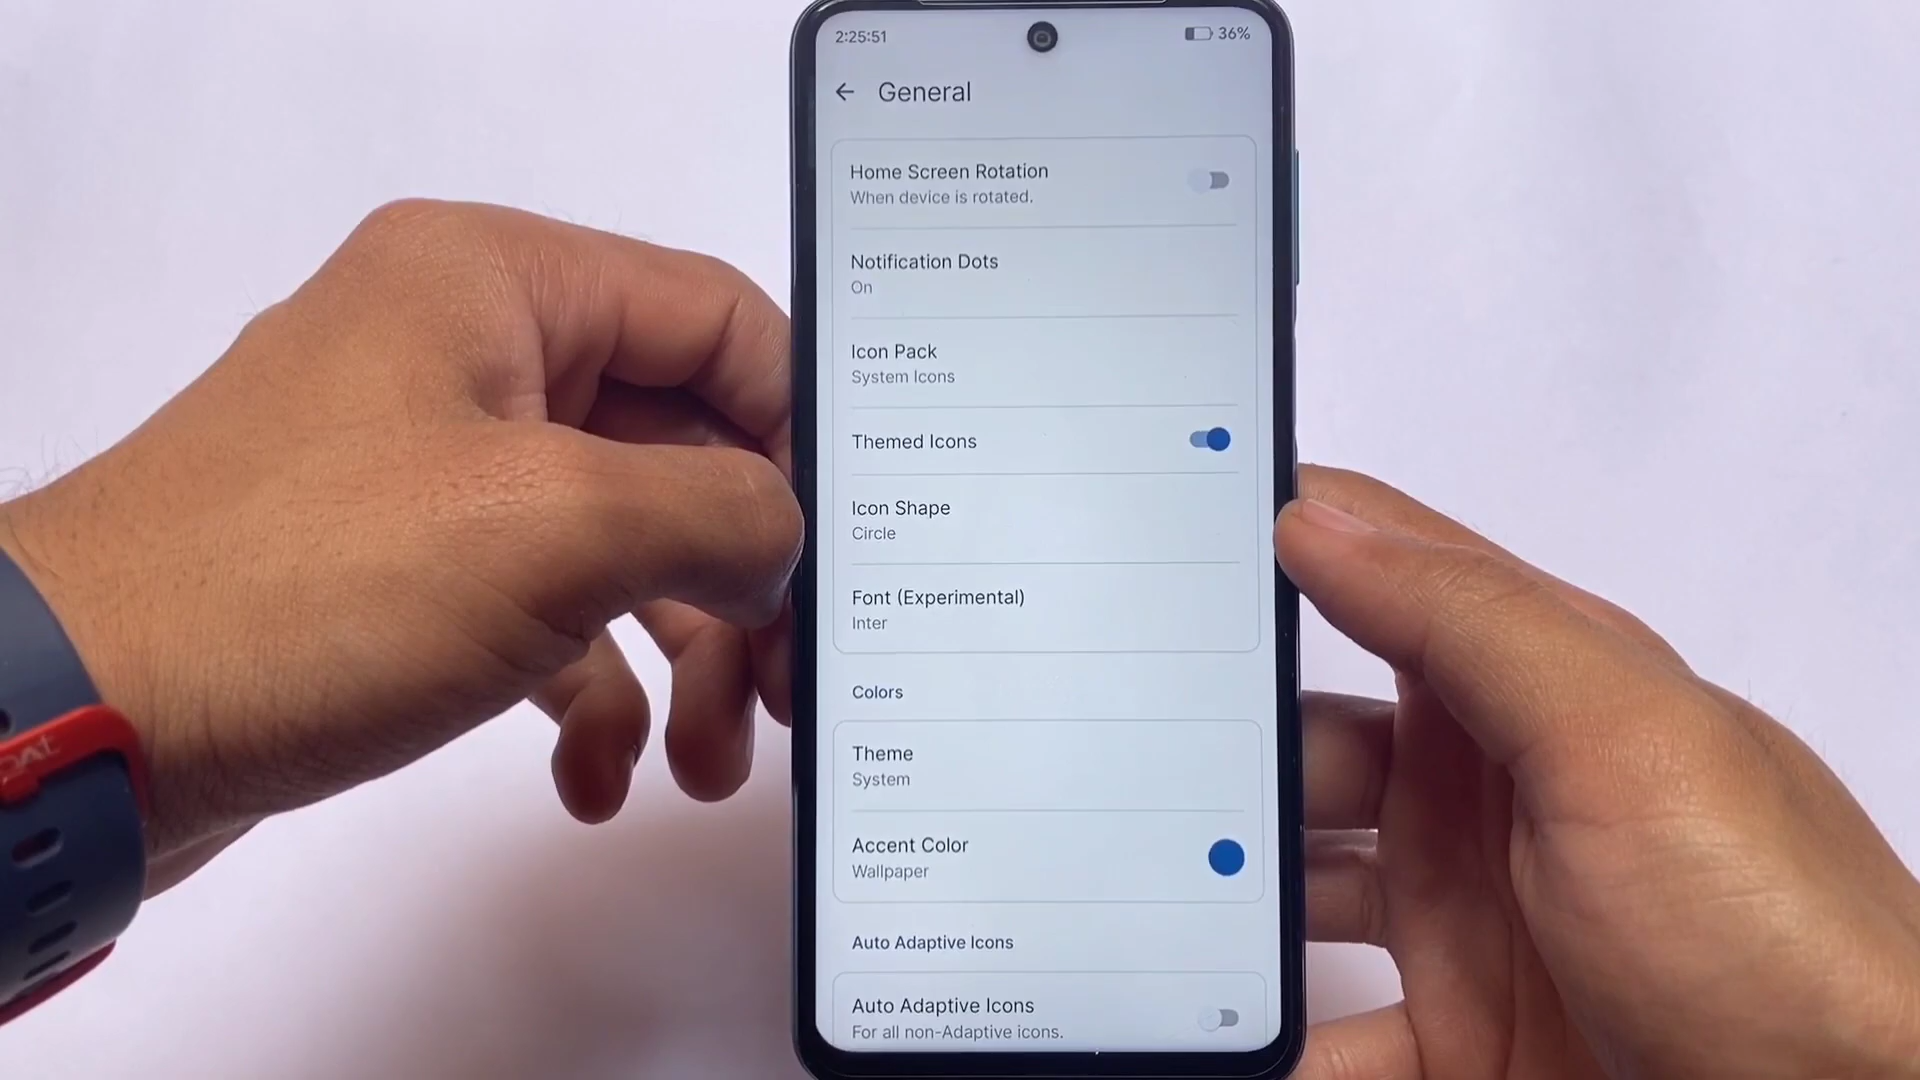 2:25:51
36%
General
Home Screen Rotation
When device is rotated.
Notification Dots
On
Icon Pack
System Icons
Themed Icons
Icon Shape
Circle
Font (Experimental)
Inter
Colors
Theme
System
Accent Color
Wallpaper
Auto Adaptive Icons
Auto Adaptive Icons
For all non-Adaptive icons.